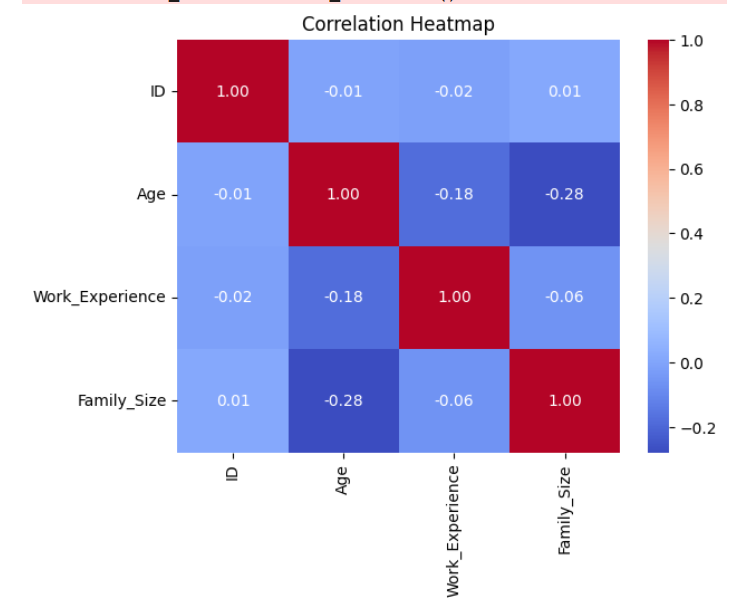 Correlation Heatmap
1.0
ID 1.00 -0.01 -0.02 0.01
0.8
0.6
Age -0.01 1.00 -0.18 -0.28
0.4
Work_Experience -0.02 -0.18 1.00 -0.06
0.2
0.0
Family_Size 0.01 -0.28 -0.06 1.00
−0.2
ID
Age
Work_Experience
Family_Size